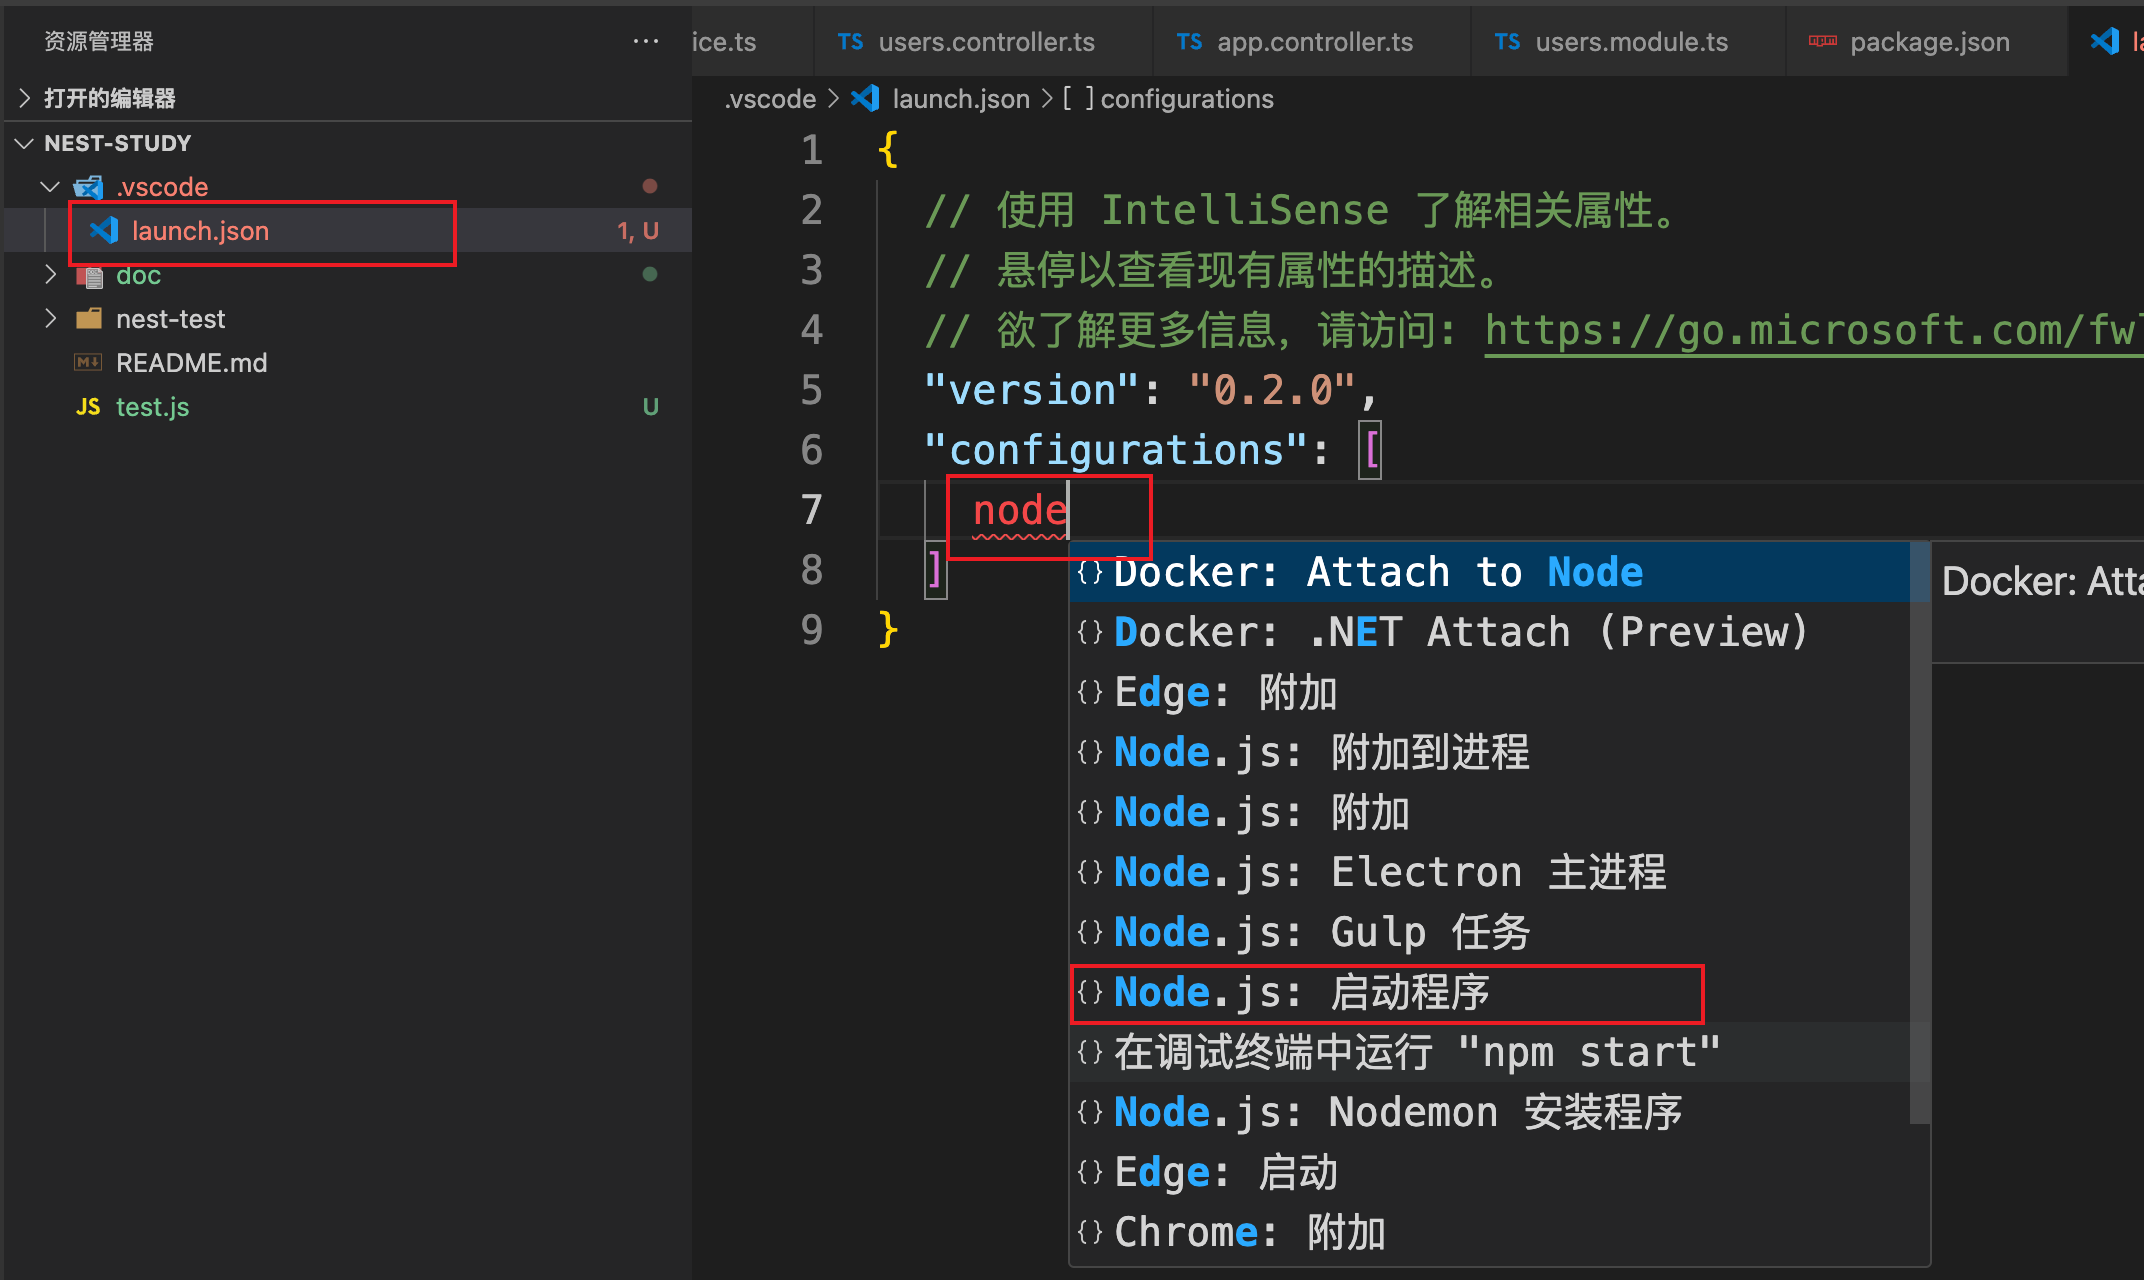 资源管理器
打开的编辑器
NEST-STUDY
.vscode
launch.json 1, U
doc
nest-test
README.md
JS test.js U
ice.ts
TS users.controller.ts
TS app.controller.ts
TS users.module.ts
package.json
.vscode > launch.json > [ ] configurations
1 {
2 // 使用 IntelliSense 了解相关属性。
3 // 悬停以查看现有属性的描述。
4 // 欲了解更多信息，请访问: https://go.microsoft.com/fwl
5 "version": "0.2.0",
6 "configurations": [
7 node
8 ]
9 }
{} Docker: Attach to Node
{} Docker: .NET Attach (Preview)
{} Edge: 附加
{} Node.js: 附加到进程
{} Node.js: 附加
{} Node.js: Electron 主进程
{} Node.js: Gulp 任务
{} Node.js: 启动程序
{} 在调试终端中运行 "npm start"
{} Node.js: Nodemon 安装程序
{} Edge: 启动
{} Chrome: 附加
Docker: Atta